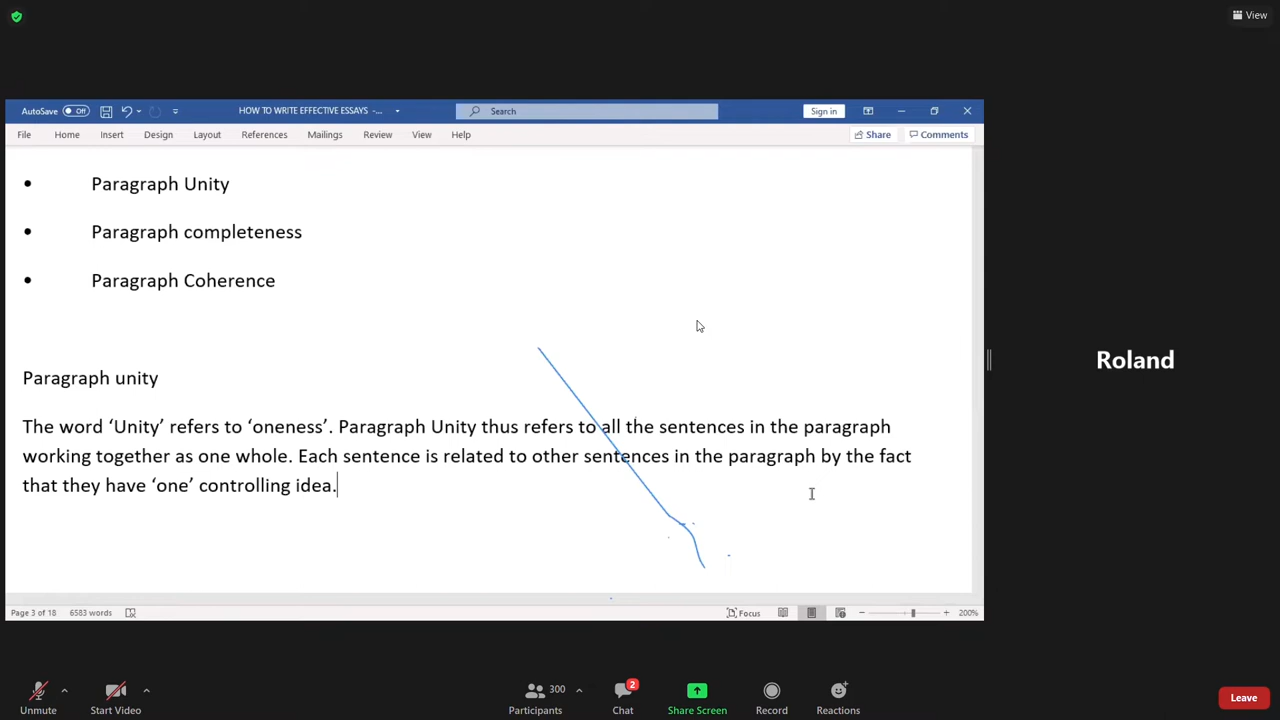 View
AutoSave Off HOW TO WRITE EFFECTIVE ESSAYS -... Search Sign in
File Home Insert Design Layout References Mailings Review View Help Share Comments
• Paragraph Unity
• Paragraph completeness
• Paragraph Coherence
Paragraph unity
The word ‘Unity’ refers to ‘oneness’. Paragraph Unity thus refers to all the sentences in the paragraph
working together as one whole. Each sentence is related to other sentences in the paragraph by the fact
that they have ‘one’ controlling idea.
Roland
Page 3 of 18 6583 words Focus 200%
300 2
Unmute Start Video Participants Chat Share Screen Record Reactions Leave